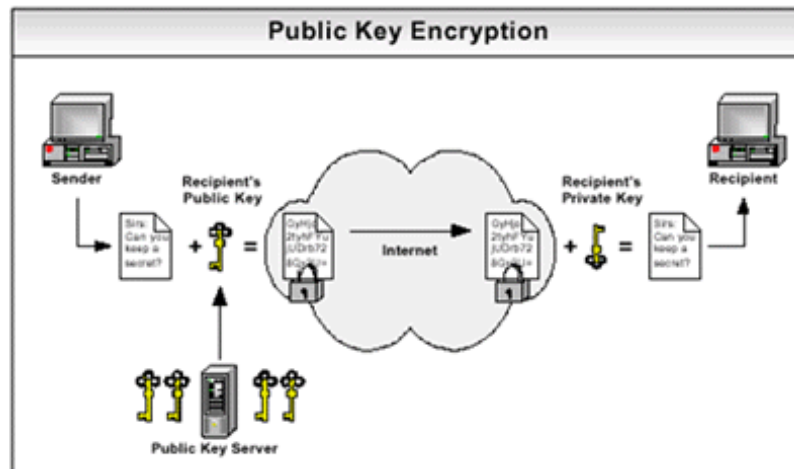 Public Key Encryption
Sender
Recipient
Recipient's
Public Key
Recipient's
Private Key
Sirs:
Can you
keep a
secret?
+
=
Internet
+
=
Sirs:
Can you
keep a
secret?
Public Key Server